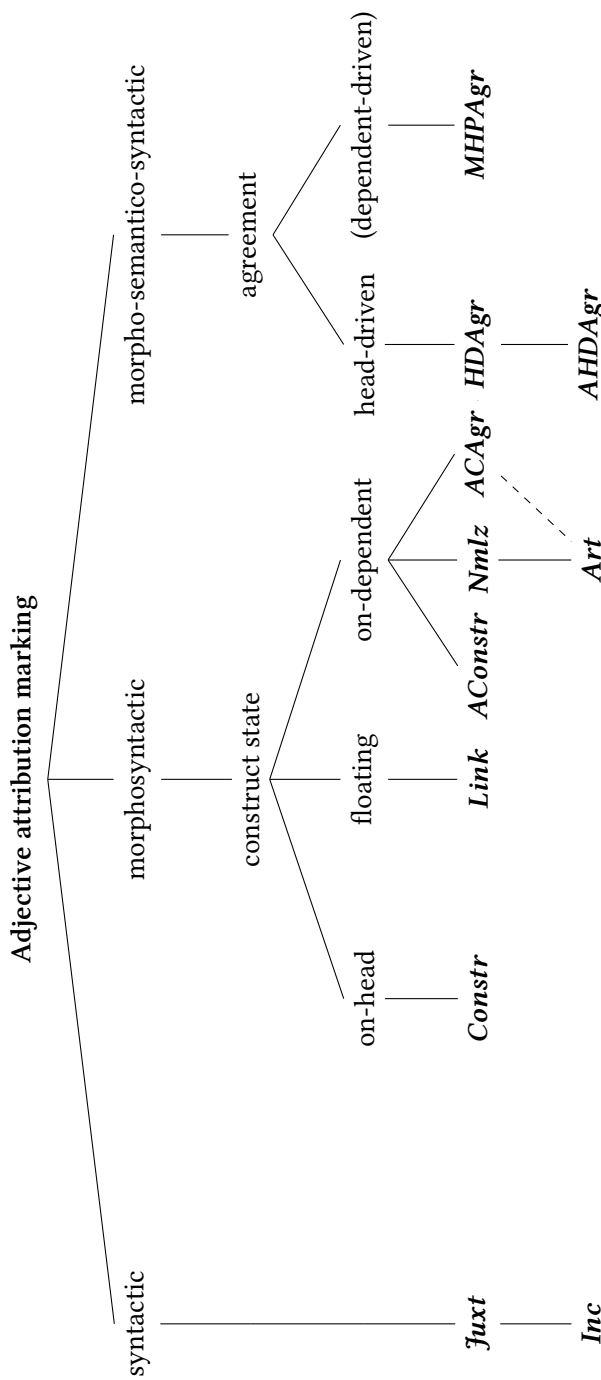 Adjective attribution marking
syntactic morphosyntactic morpho-semantico-syntactic
construct state agreement
on-head floating on-dependent head-driven (dependent-driven)
Juxt Constr Link AConstr Nmlz ACAgr HDAgr MHPAgr
Inc Art AHDAgr